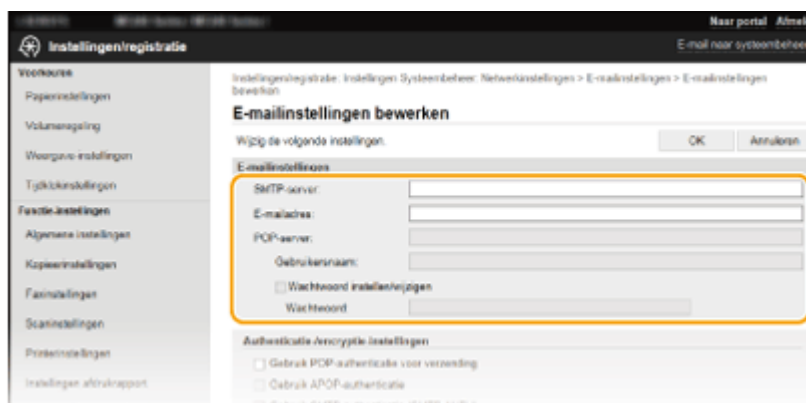 Naar portal Afmel
Instellingen/registratie
E-mail naar systeembeheer
Voorkeuren
Papierinstellingen
Volumeregeling
Weergave-instellingen
Tijdklokinstellingen
Functie-instellingen
Algemene instellingen
Kopieerinstellingen
Faxinstellingen
Scaninstellingen
Printerinstellingen
Instellingen afdrukrapport
Instellingen/registratie: Instellingen Systeembeheer: Netwerkinstellingen > E-mailinstellingen > E-mailinstellingen
bewerken
E-mailinstellingen bewerken
Wijzig de volgende instellingen.
OK
Annuleren
E-mailinstellingen
SMTP-server:
E-mailadres:
POP-server:
Gebruikersnaam:
Wachtwoord instellen/wijzigen
Wachtwoord
Authenticatie-/encryptie-instellingen
Gebruik POP-authenticatie voor verzending
Gebruik APOP-authenticatie